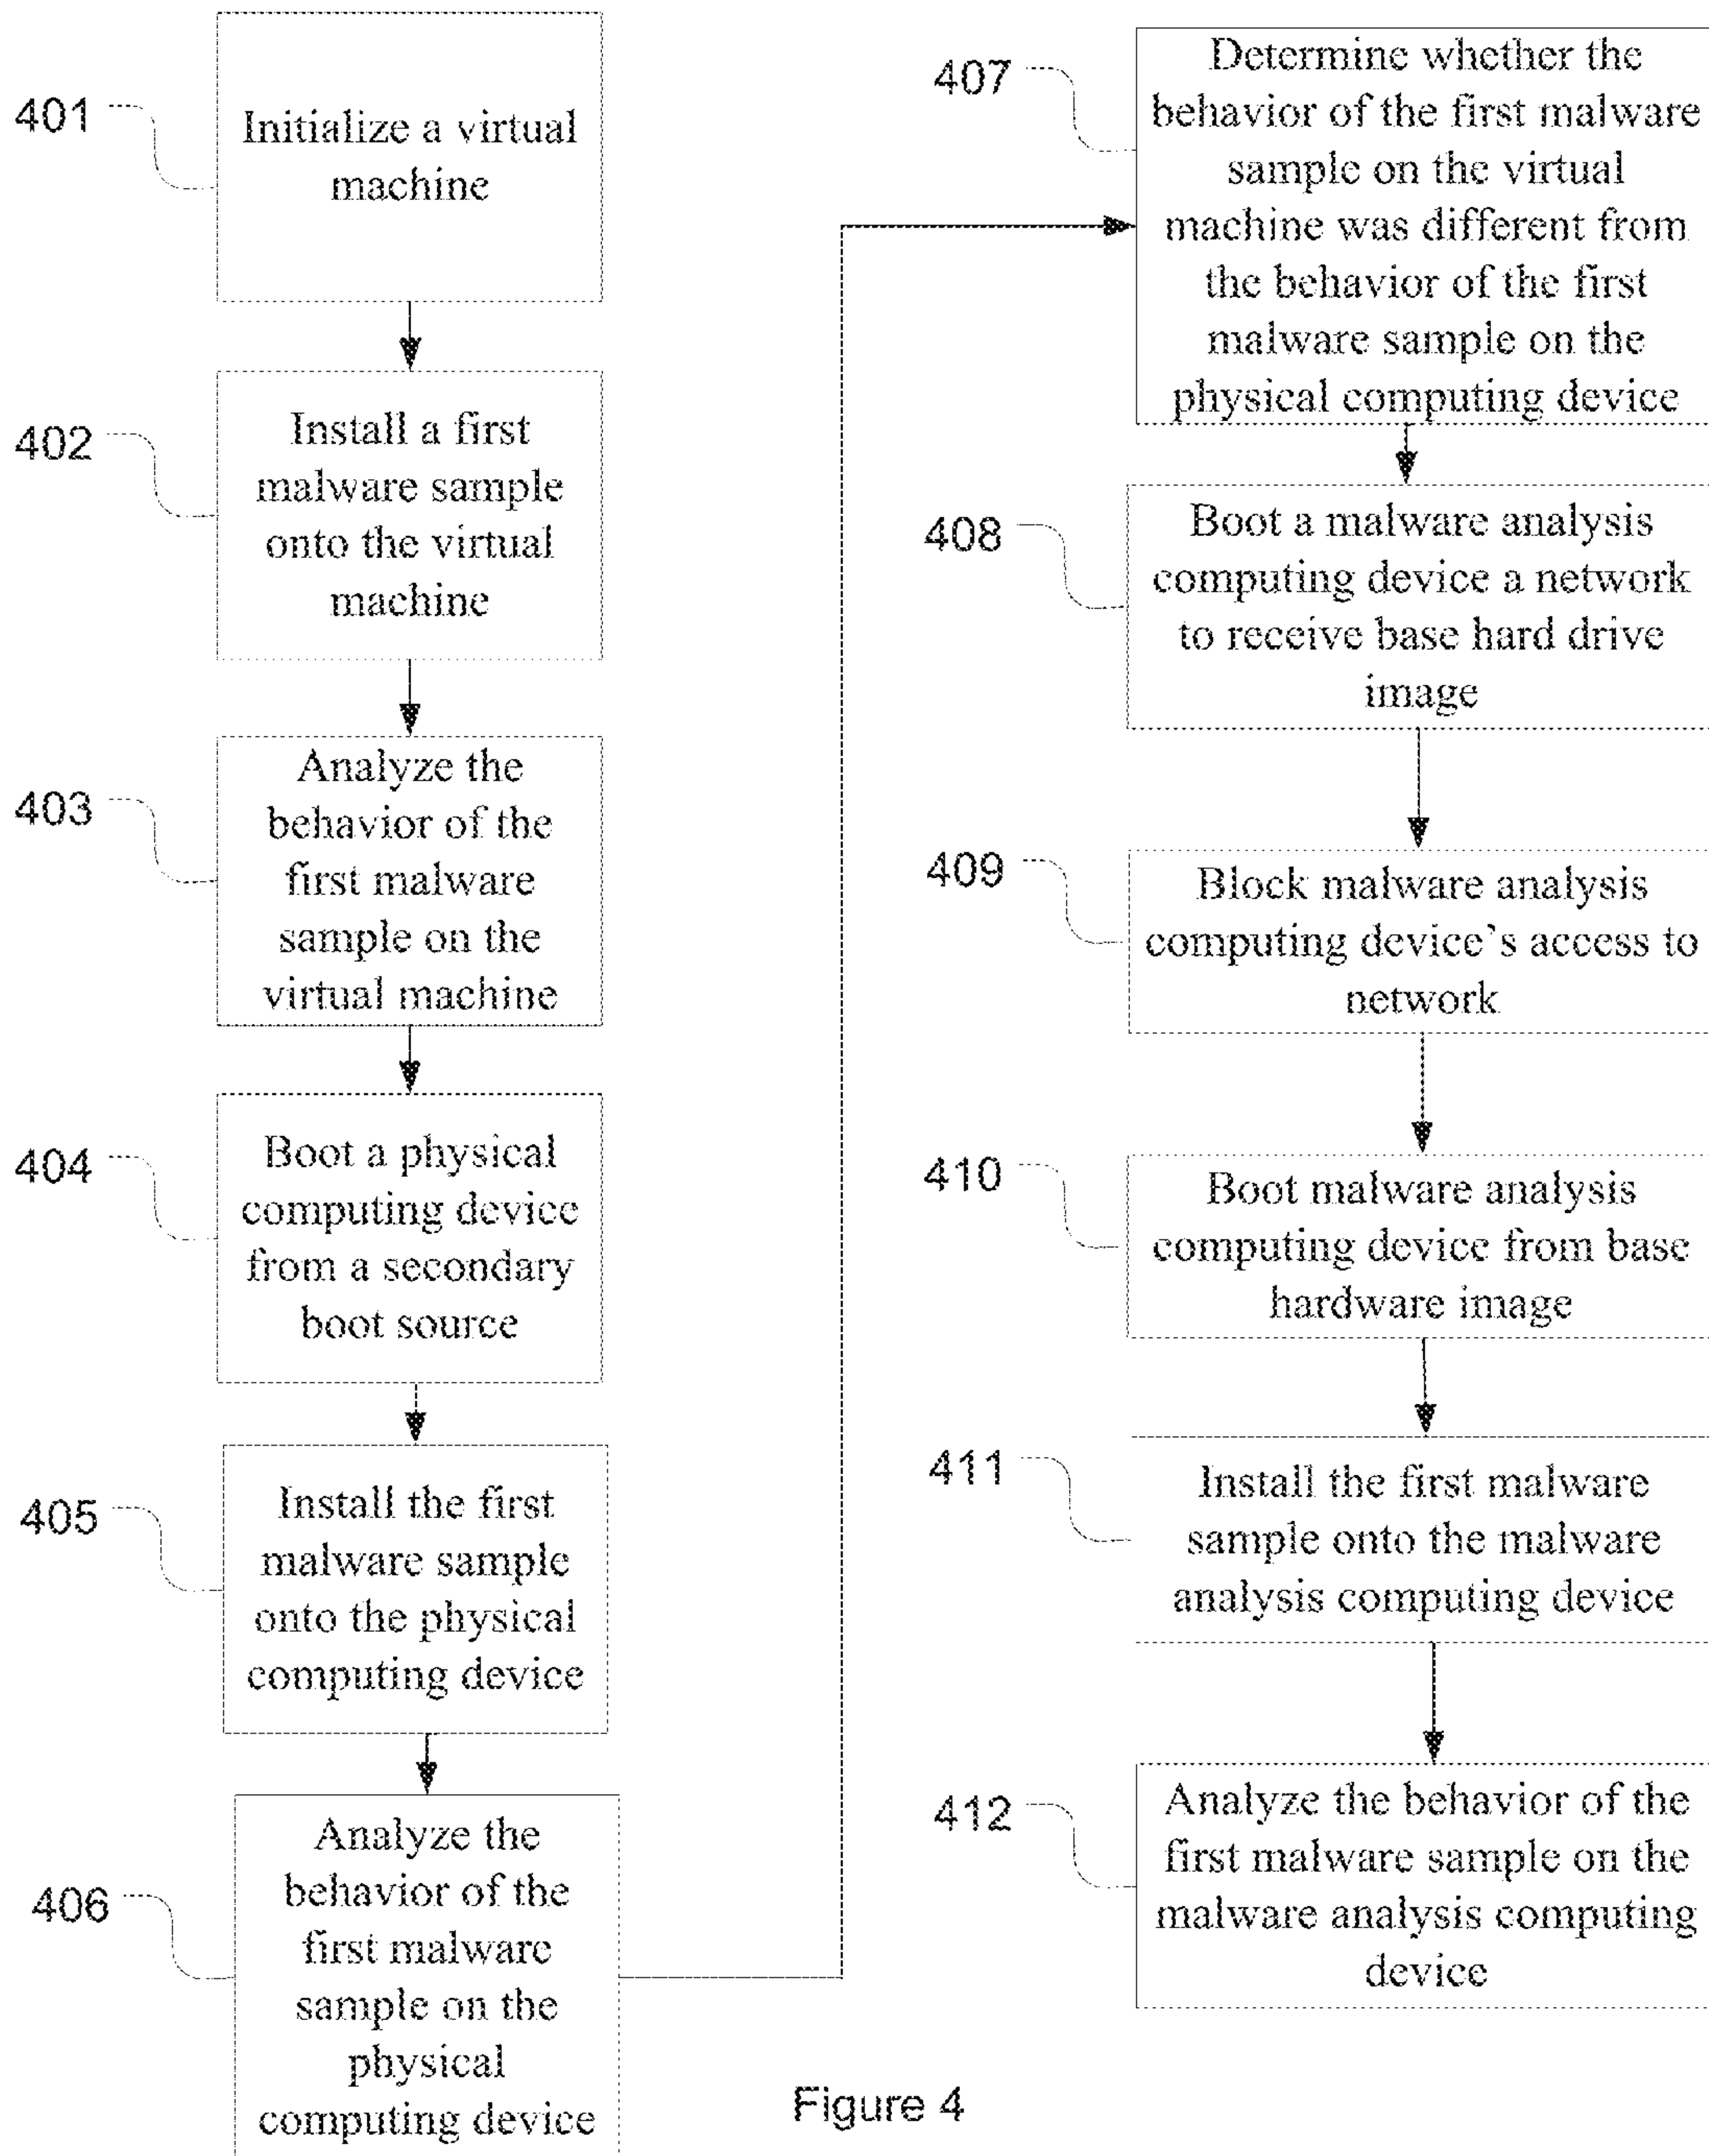 401
Initialize a virtual
machine
402
Install a first
malware sample
onto the virtual
machine
403
Analyze the
behavior of the
first malware
sample on the
virtual machine
404
Boot a physical
computing device
from a secondary
boot source
405
Install the first
malware sample
onto the physical
computing device
406
Analyze the
behavior of the
first malware
sample on the
physical
computing device
407
Determine whether the
behavior of the first malware
sample on the virtual
machine was different from
the behavior of the first
malware sample on the
physical computing device
408
Boot a malware analysis
computing device a network
to receive base hard drive
image
409
Block malware analysis
computing device's access to
network
410
Boot malware analysis
computing device from base
hardware image
411
Install the first malware
sample onto the malware
analysis computing device
412
Analyze the behavior of the
first malware sample on the
malware analysis computing
device
Figure 4